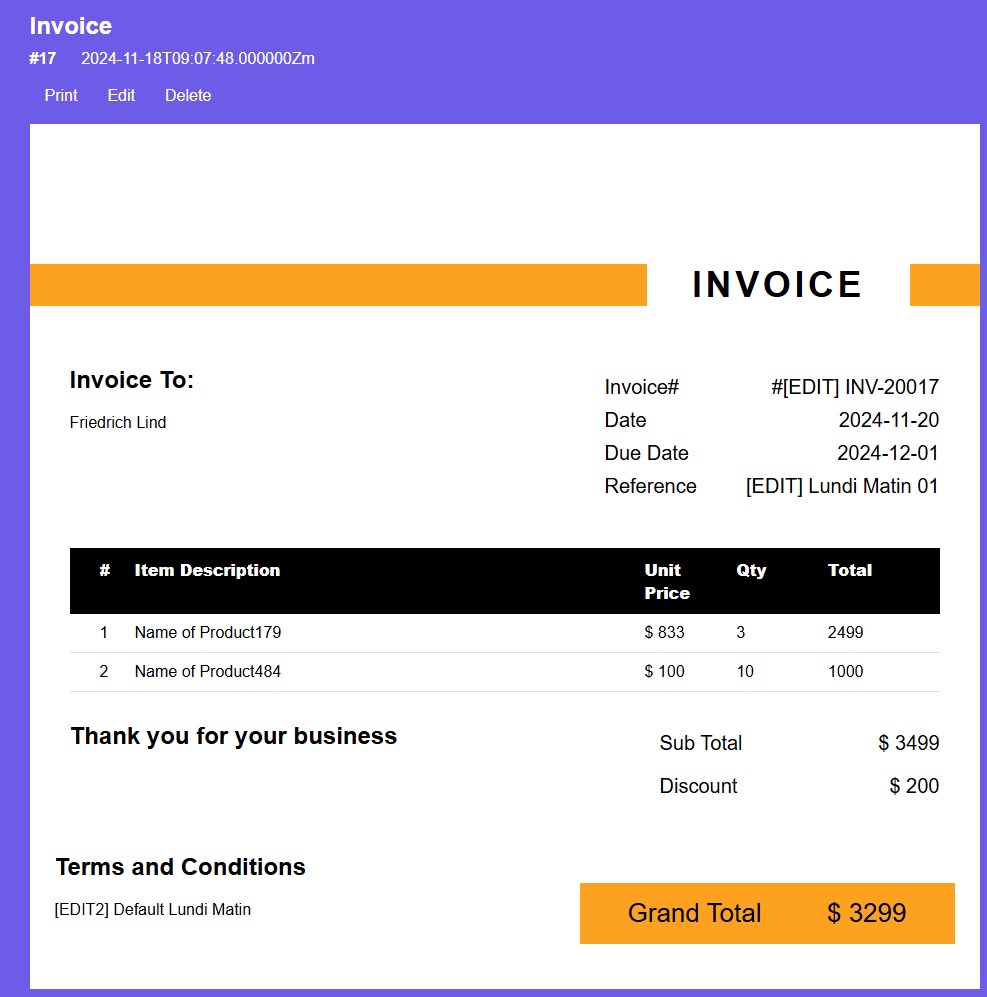 Invoice
#17 2024-11-18T09:07:48.000000Zm
Print Edit Delete
INVOICE
Invoice To:
Friedrich Lind
Invoice# #[EDIT] INV-20017
Date 2024-11-20
Due Date 2024-12-01
Reference [EDIT] Lundi Matin 01
# Item Description Unit Price Qty Total
1 Name of Product179 $ 833 3 2499
2 Name of Product484 $ 100 10 1000
Thank you for your business
Sub Total $ 3499
Discount $ 200
Terms and Conditions
[EDIT2] Default Lundi Matin
Grand Total $ 3299